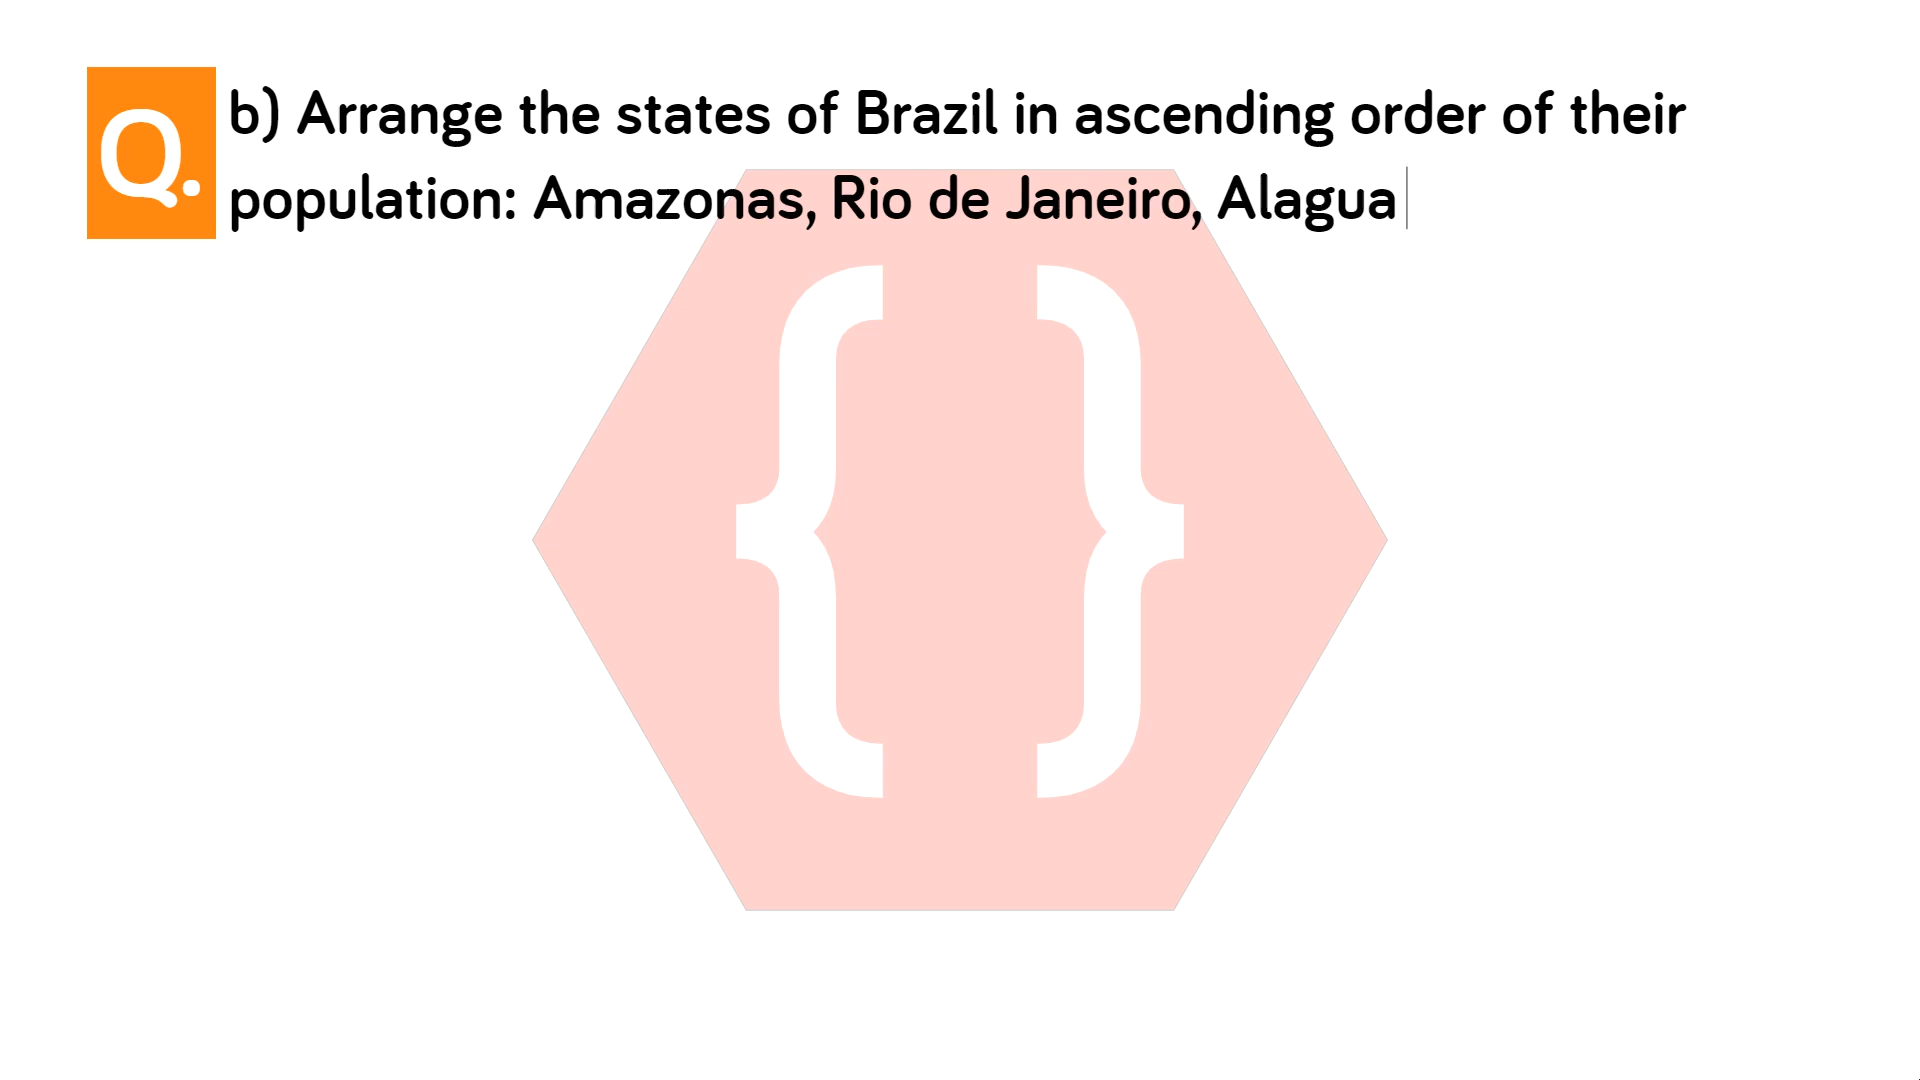 Q. b) Arrange the states of Brazil in ascending order of their
population: Amazonas, Rio de Janeiro, Alagua
{ }